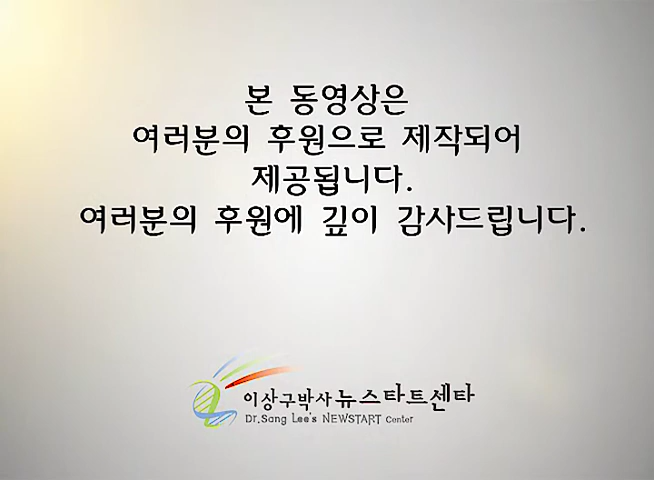 본 동영상은
여러분의 후원으로 제작되어
제공됩니다.
여러분의 후원에 깊이 감사드립니다.
이상구박사 뉴스타트센타
Dr.Sang Lee's NEWSTART Center